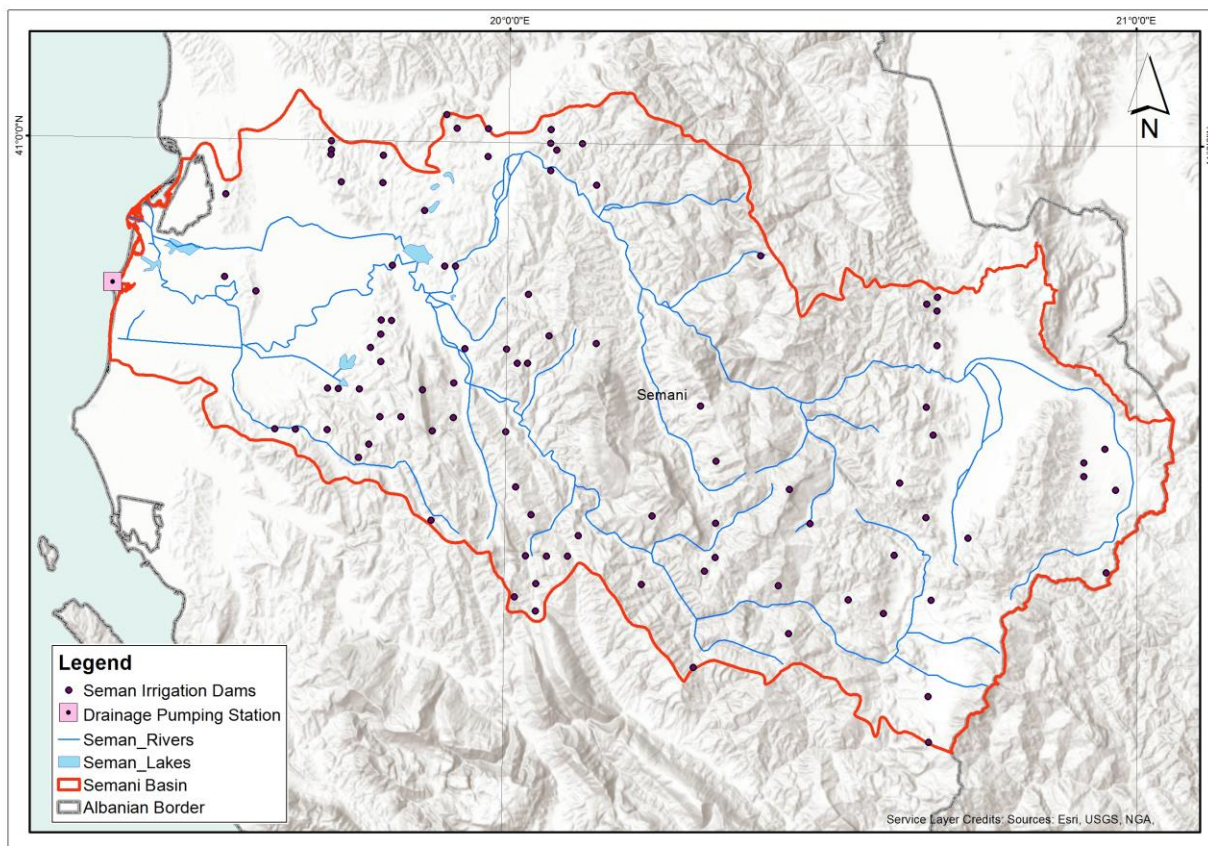 20°0'0"E
21°0'0"E
41°0'0"N
N
Semani
Legend
Seman Irrigation Dams
Drainage Pumping Station
Seman_Rivers
Seman_Lakes
Semani Basin
Albanian Border
Service Layer Credits: Sources: Esri, USGS, NGA,